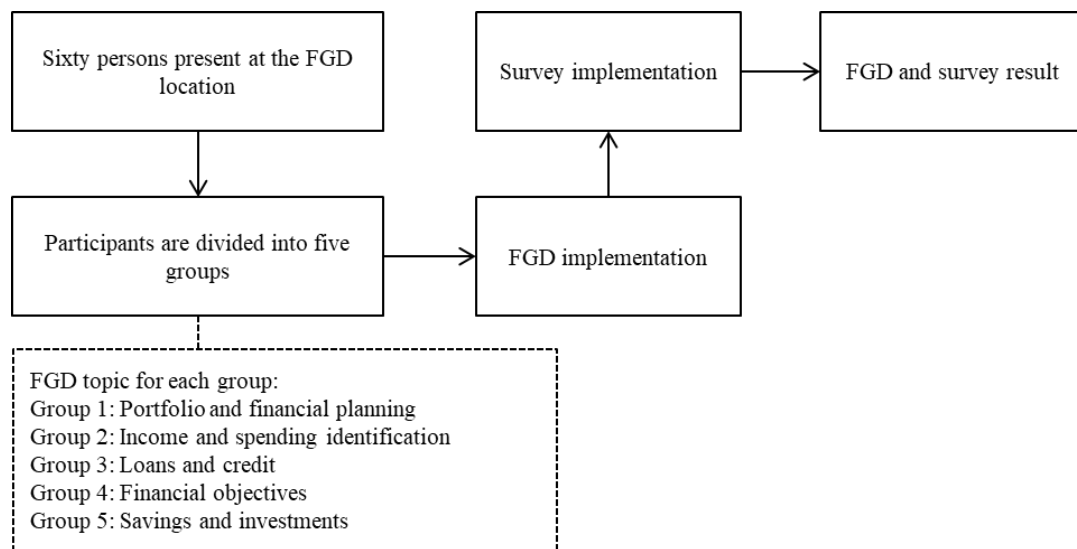 Sixty persons present at the FGD
location
Participants are divided into five
groups
FGD topic for each group:
Group 1: Portfolio and financial planning
Group 2: Income and spending identification
Group 3: Loans and credit
Group 4: Financial objectives
Group 5: Savings and investments
FGD implementation
Survey implementation
FGD and survey result